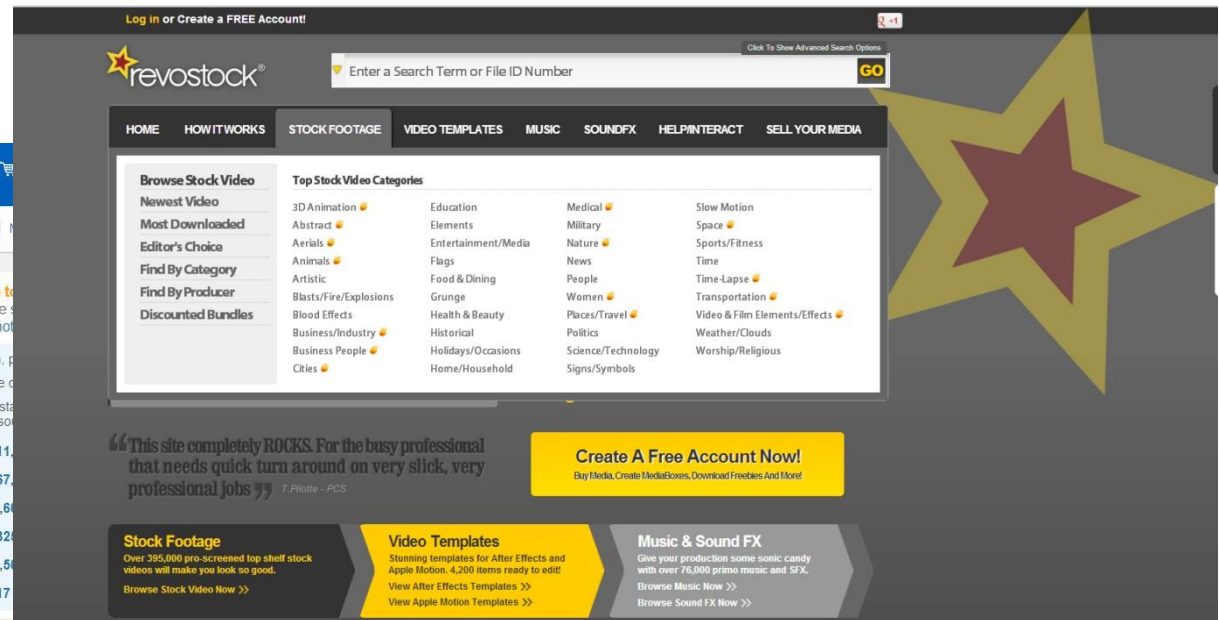 Log in or Create a FREE Account!
+1
Click To Show Advanced Search Options
revostock®
Enter a Search Term or File ID Number
GO
HOME HOW IT WORKS STOCK FOOTAGE VIDEO TEMPLATES MUSIC SOUNDFX HELP/INTERACT SELL YOUR MEDIA
Browse Stock Video
Newest Video
Most Downloaded
Editor's Choice
Find By Category
Find By Producer
Discounted Bundles
Top Stock Video Categories
3D Animation
Abstract
Aerials
Animals
Artistic
Blasts/Fire/Explosions
Blood Effects
Business/Industry
Business People
Cities
Education
Elements
Entertainment/Media
Flags
Food & Dining
Grunge
Health & Beauty
Historical
Holidays/Occasions
Home/Household
Medical
Military
Nature
News
People
Women
Places/Travel
Politics
Science/Technology
Signs/Symbols
Slow Motion
Space
Sports/Fitness
Time
Time-Lapse
Transportation
Video & Film Elements/Effects
Weather/Clouds
Worship/Religious
“This site completely ROCKS. For the busy professional
that needs quick turn around on very slick, very
professional jobs” T.Pilotte - PCS
Create A Free Account Now!
Buy Media, Create MediaBoxes, Download Freebies And More!
Stock Footage
Over 395,000 pro-screened top shelf stock
videos will make you look so good.
Browse Stock Video Now >>
Video Templates
Stunning templates for After Effects and
Apple Motion. 4,200 items ready to edit!
View After Effects Templates >>
View Apple Motion Templates >>
Music & Sound FX
Give your production some sonic candy
with over 76,000 primo music and SFX.
Browse Music Now >>
Browse Sound FX Now >>